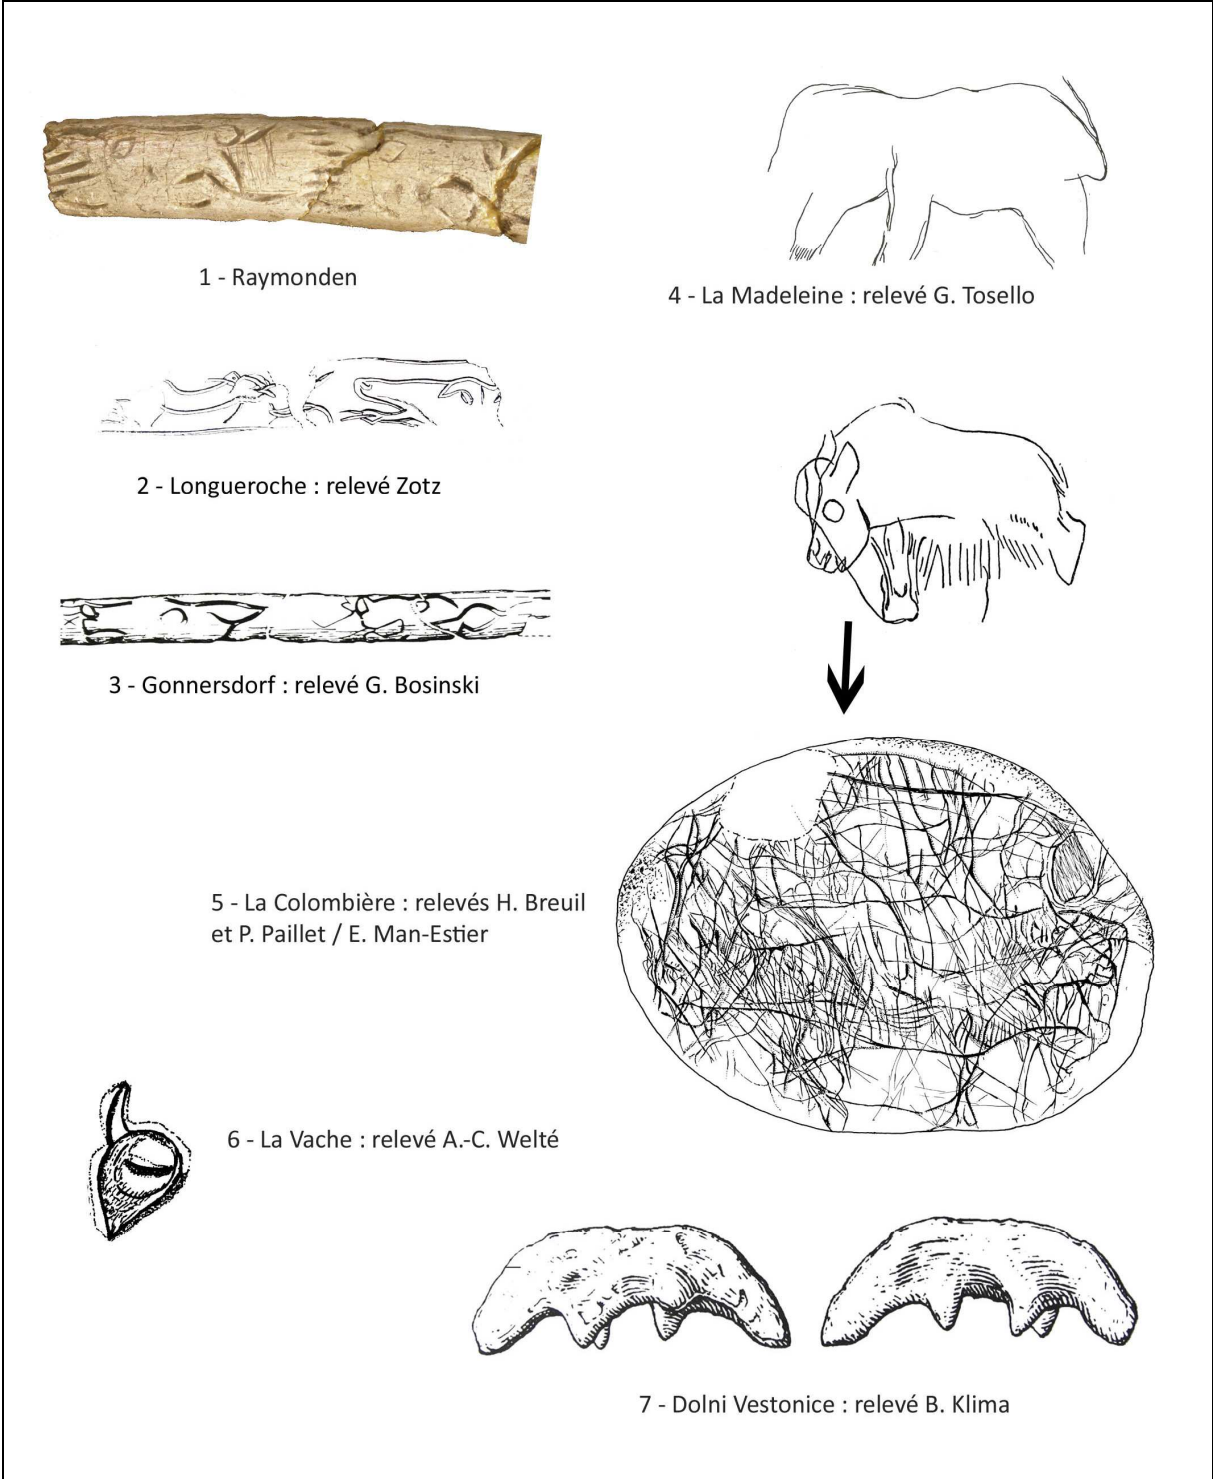 1 - Raymonden
4 - La Madeleine : relevé G. Tosello
2 - Longueroche : relevé Zotz
3 - Gonnersdorf : relevé G. Bosinski
5 - La Colombière : relevés H. Breuil
et P. Paillet / E. Man-Estier
6 - La Vache : relevé A.-C. Welté
7 - Dolni Vestonice : relevé B. Klima